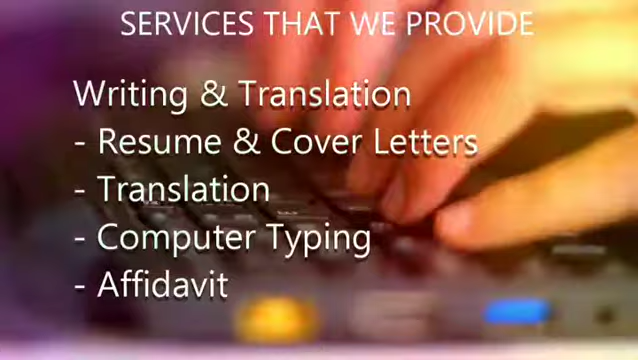 SERVICES THAT WE PROVIDE
Writing & Translation
- Resume & Cover Letters
- Translation
- Computer Typing
- Affidavit